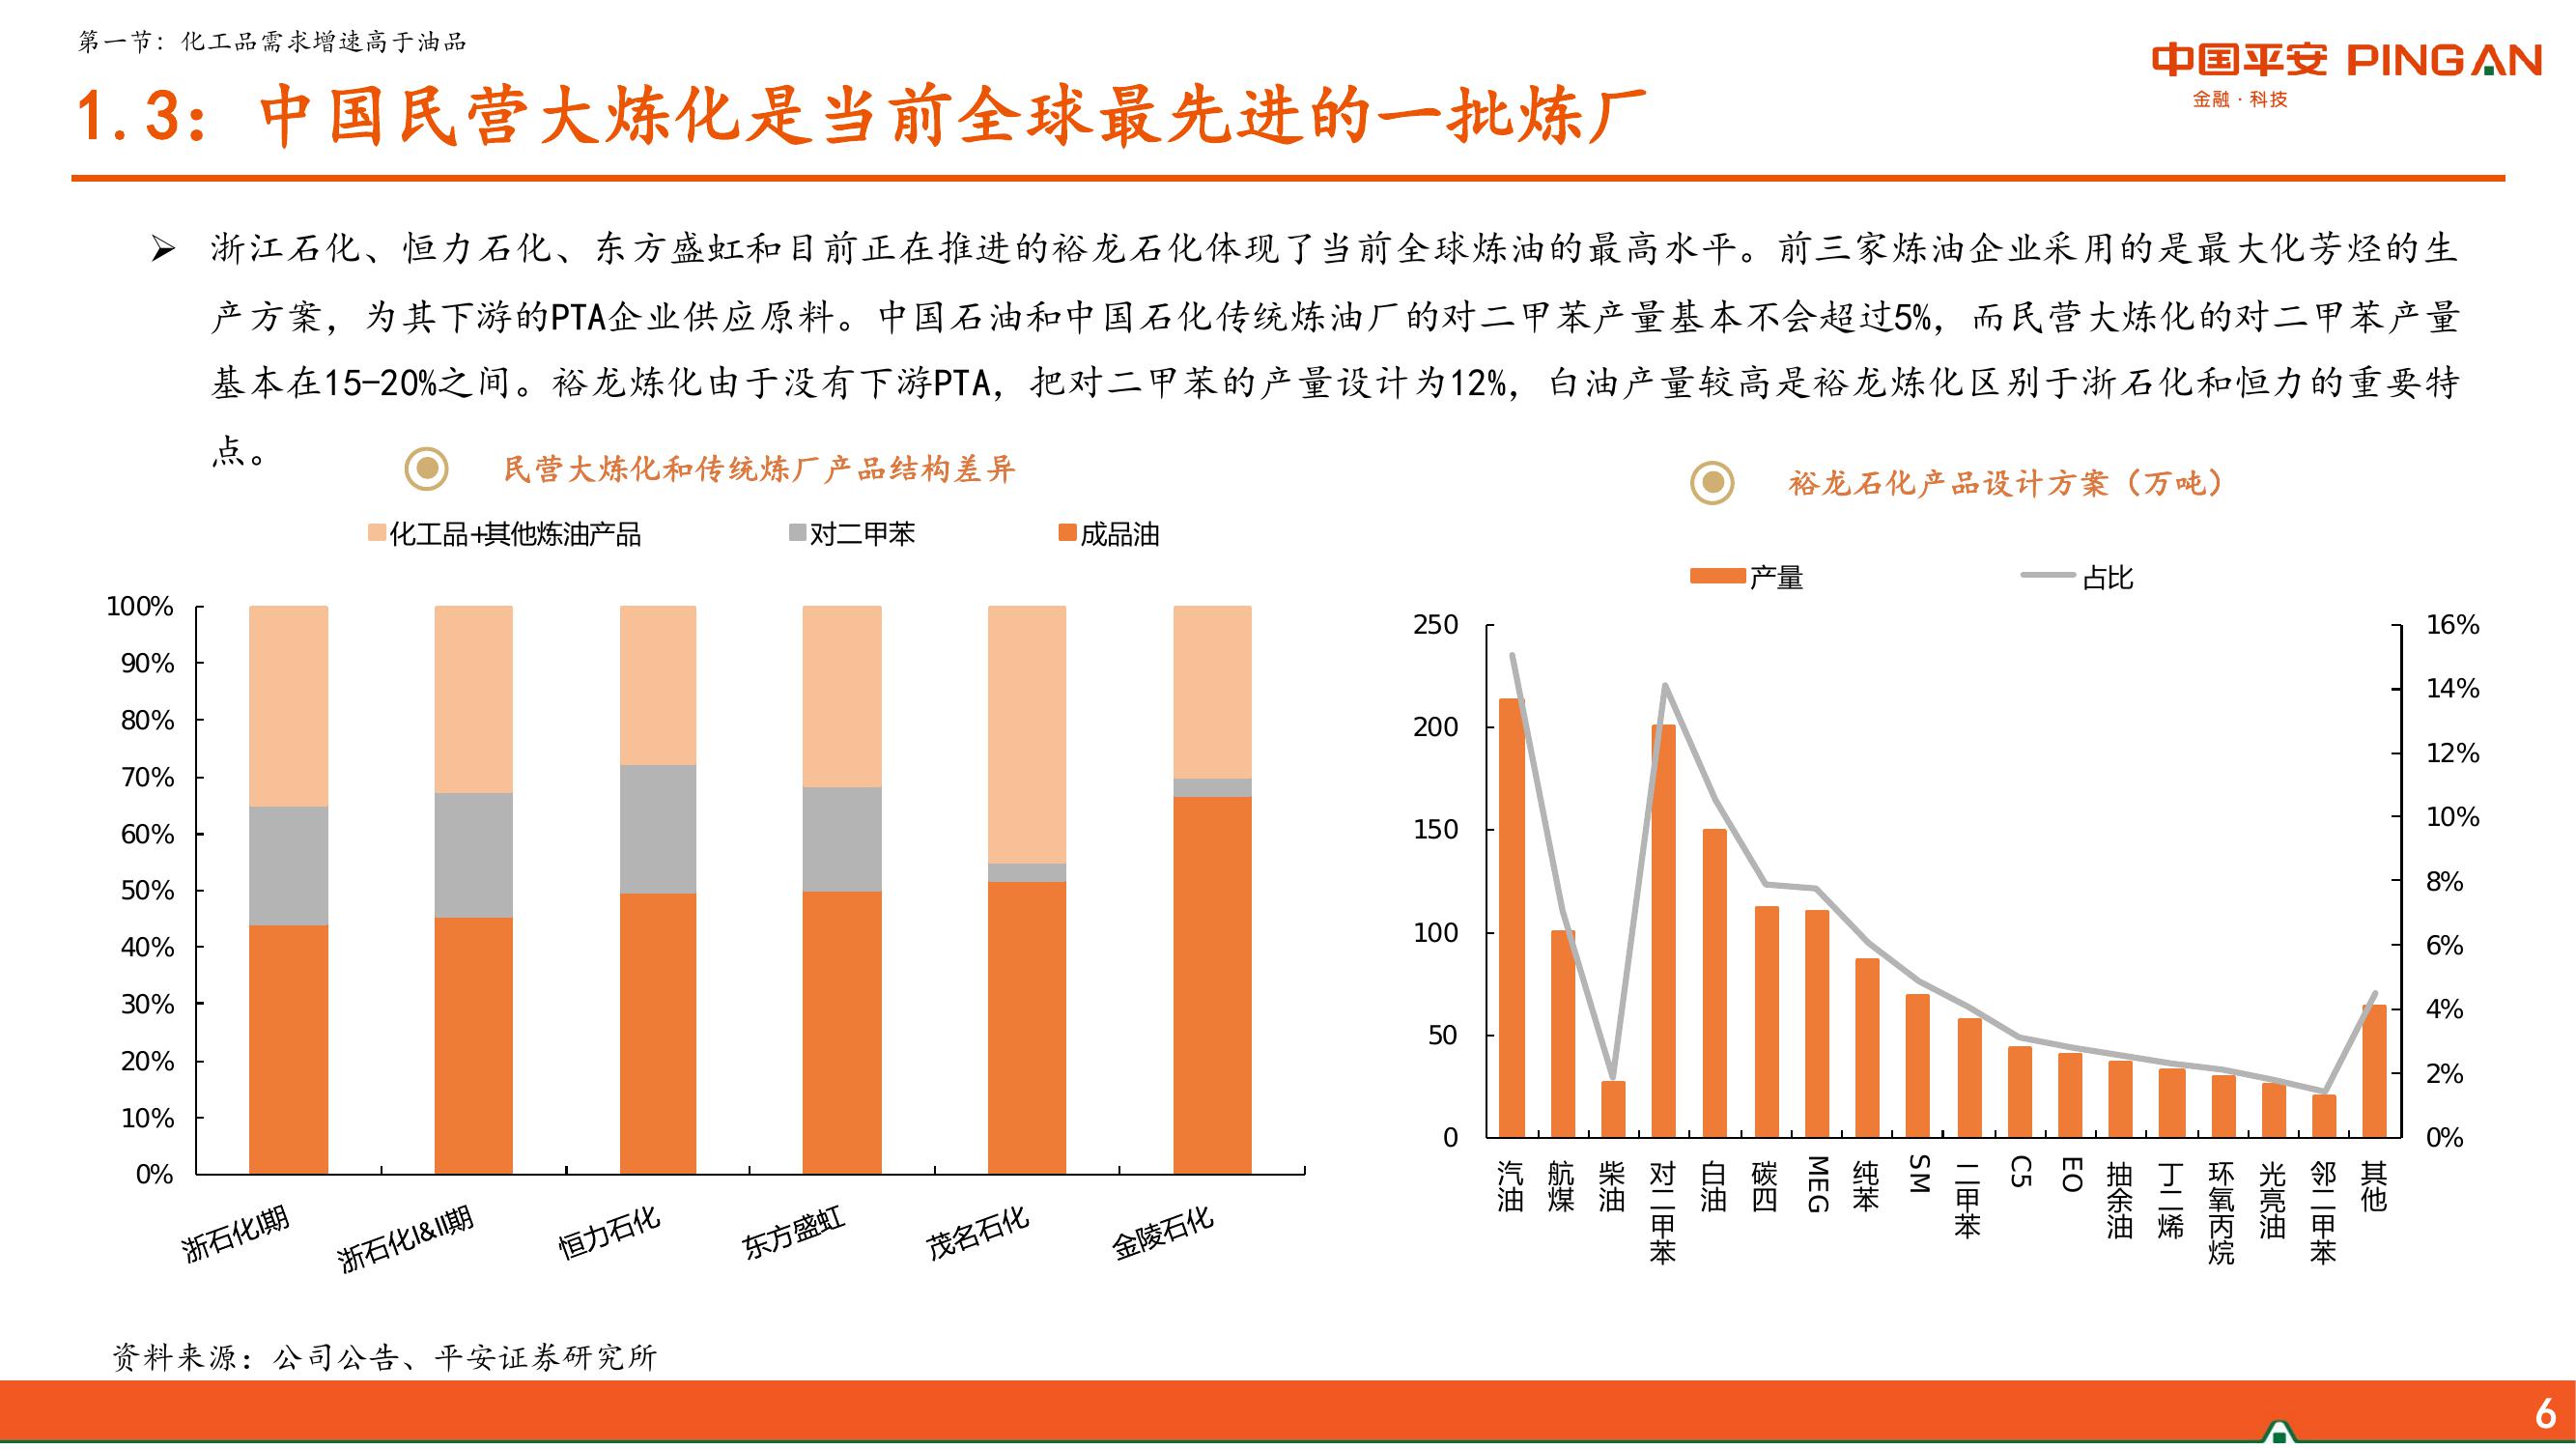 第一节：化工品需求增速高于油品
中国平安 PINGAN
金融·科技
1.3：中国民营大炼化是当前全球最先进的一批炼厂
➢ 浙江石化、恒力石化、东方盛虹和目前正在推进的裕龙石化体现了当前全球炼油的最高水平。前三家炼油企业采用的是最大化芳烃的生
产方案，为其下游的PTA企业供应原料。中国石油和中国石化传统炼油厂的对二甲苯产量基本不会超过5%，而民营大炼化的对二甲苯产量
基本在15-20%之间。裕龙炼化由于没有下游PTA，把对二甲苯的产量设计为12%，白油产量较高是裕龙炼化区别于浙石化和恒力的重要特
点。
民营大炼化和传统炼厂产品结构差异
化工品+其他炼油产品 对二甲苯 成品油
100%
90%
80%
70%
60%
50%
40%
30%
20%
10%
0%
浙石化I期 浙石化I&II期 恒力石化 东方盛虹 茂名石化 金陵石化
裕龙石化产品设计方案（万吨）
产量 占比
250
200
150
100
50
0
16%
14%
12%
10%
8%
6%
4%
2%
0%
汽油 航煤 柴油 对二甲苯 白油 碳四 MEG 纯苯 SM 二甲苯 C5 EO 抽余油 丁二烯 环氧丙烷 光亮油 邻二甲苯 其他
资料来源：公司公告、平安证券研究所
6